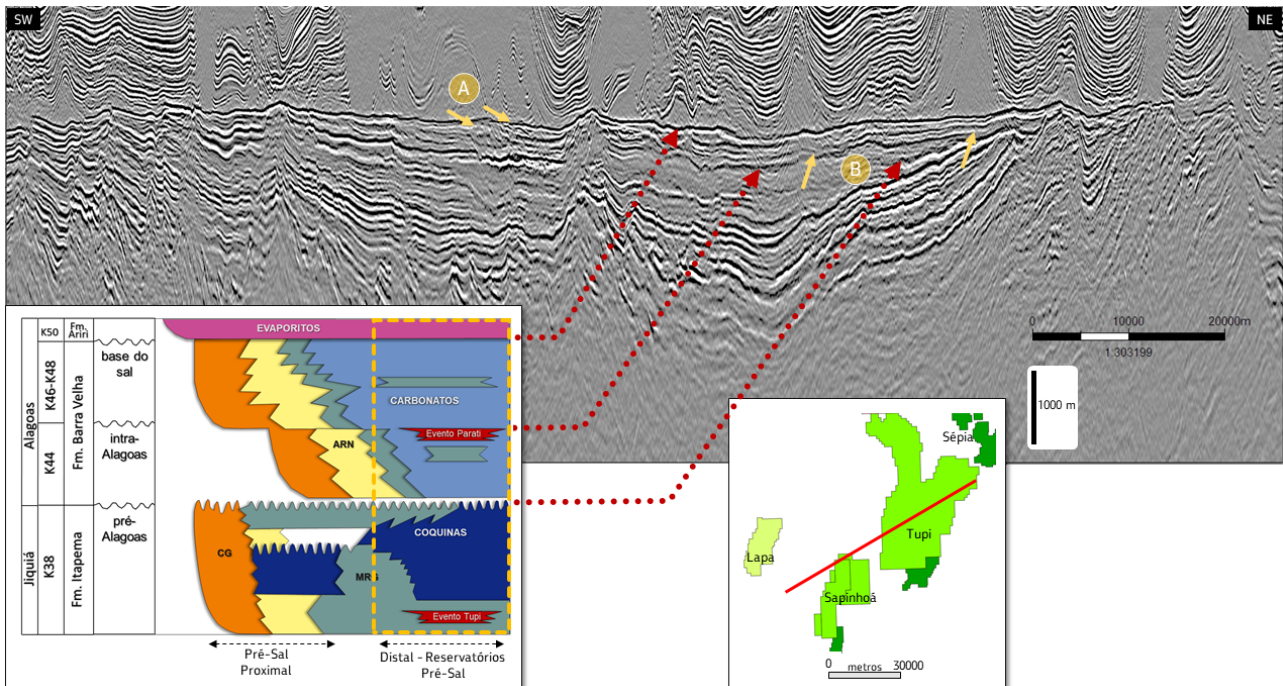 SW
NE
A
B
0 10000 20000m
1:303199
1000 m
K50
Fm.
Ariri
EVAPORITOS
Alagoas
K46-K48
Fm. Barra Velha
base do
sal
CARBONATOS
K44
intra-
Alagoas
ARN
Evento Parati
Jiquiá
K38
Fm. Itapema
pré-
Alagoas
CG
COQUINAS
MRG
Evento Tupi
Pré-Sal
Proximal
Distal - Reservatórios
Pré-Sal
Sépia
Tupi
Lapa
Sapinhoá
0 metros 30000